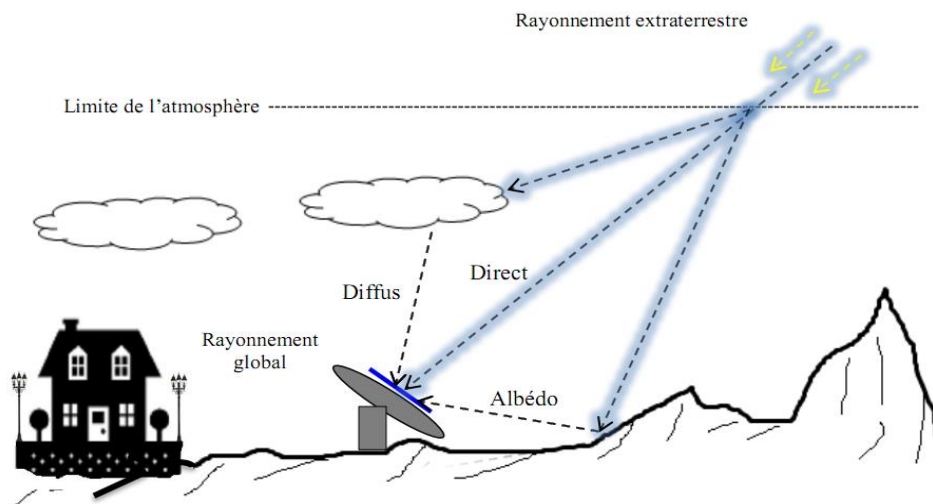 Rayonnement extraterrestre
Limite de l’atmosphère
Direct
Diffus
Rayonnement
global
Albédo